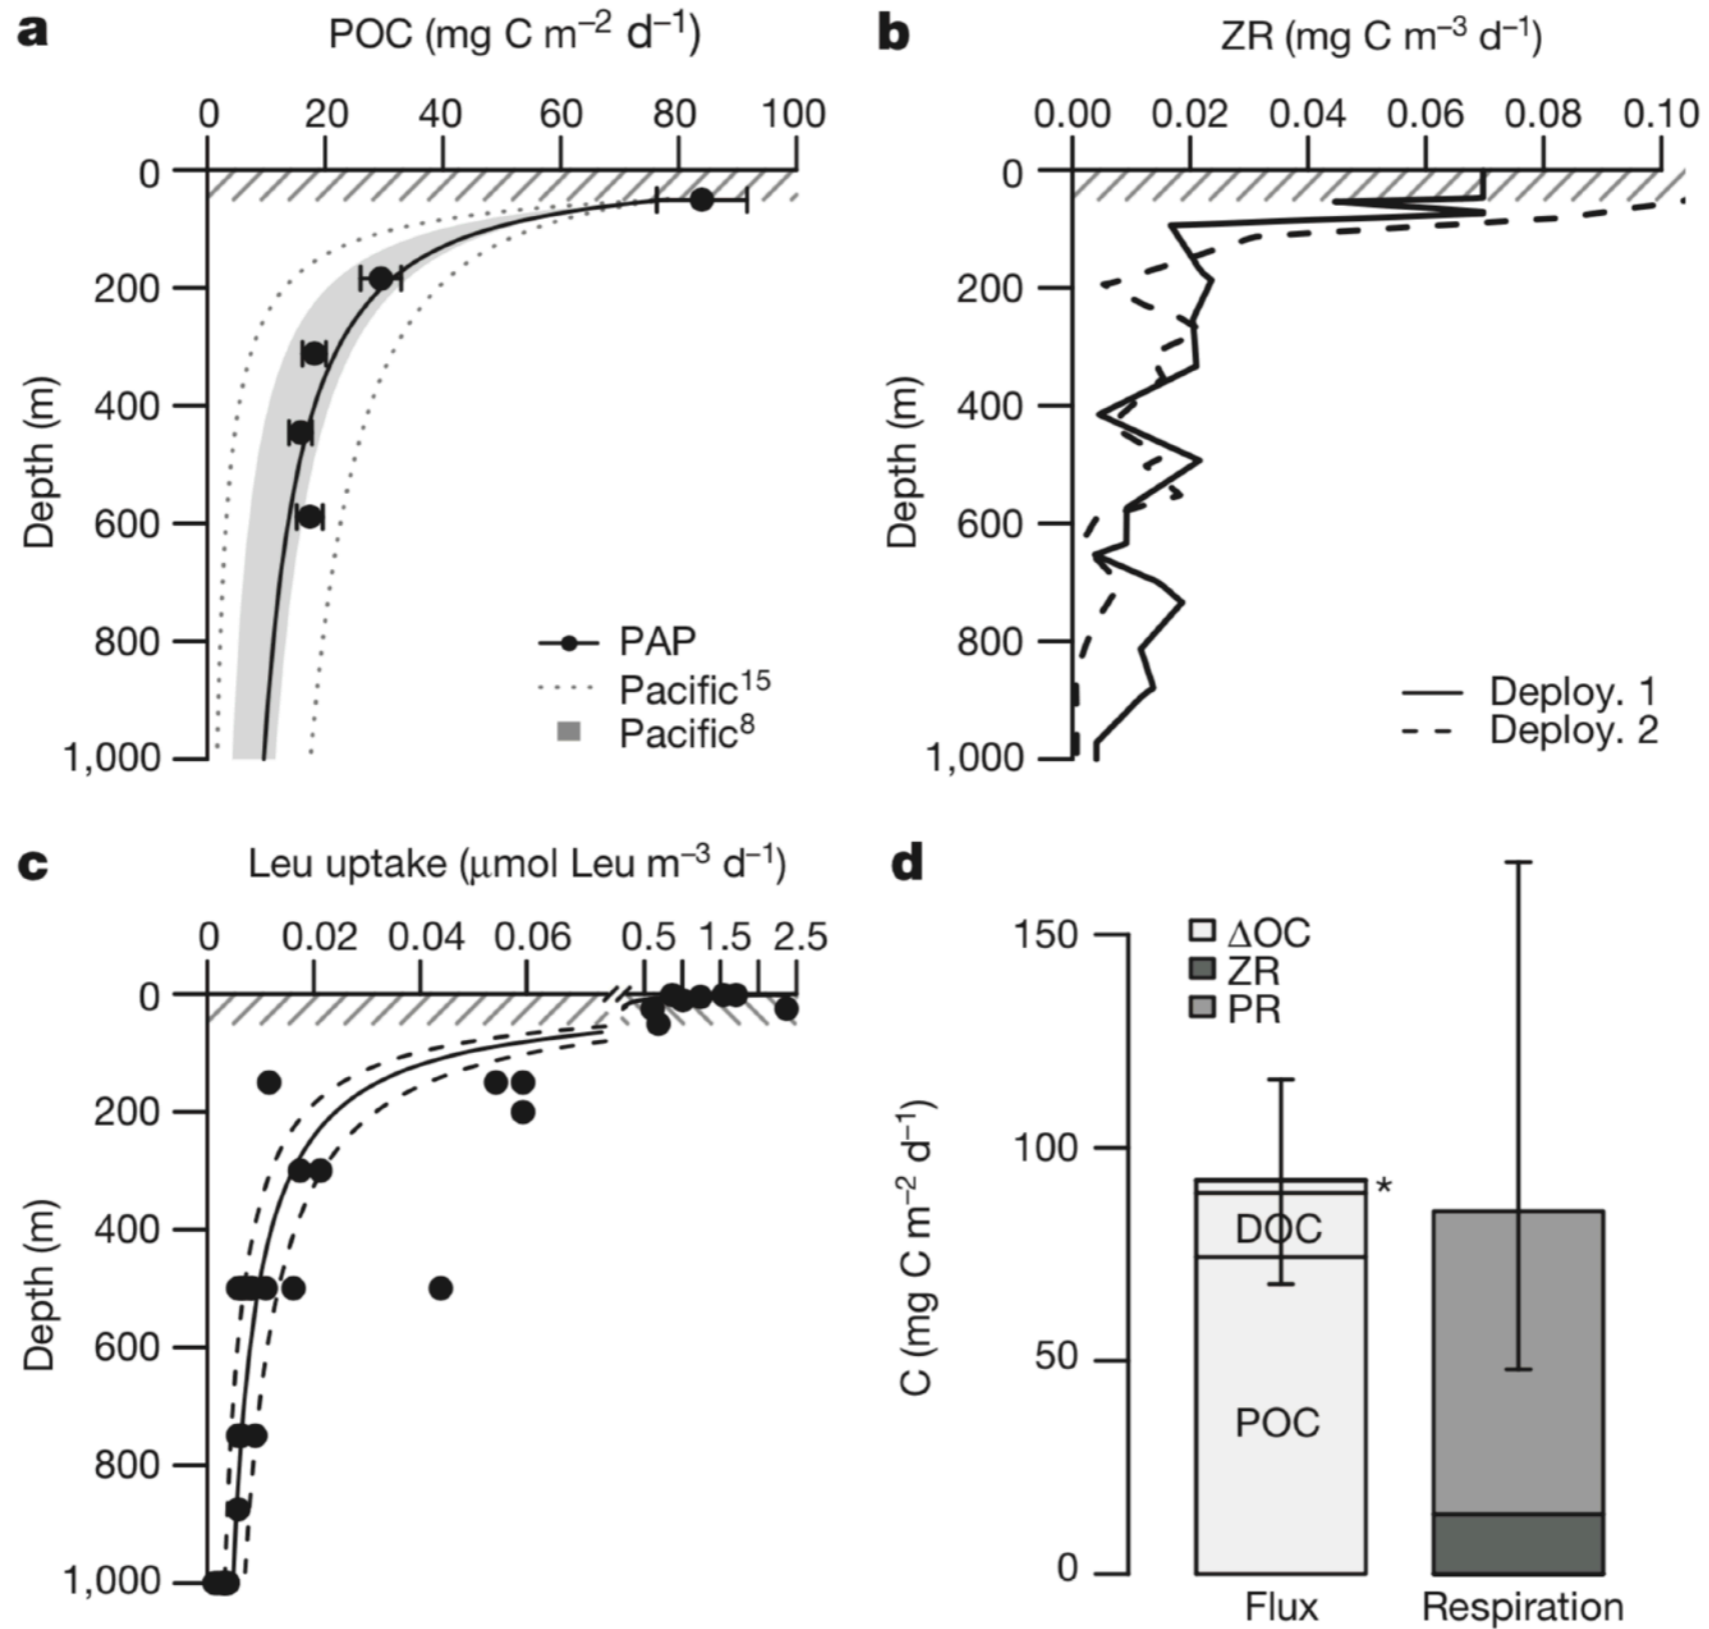 a
POC (mg C m⁻² d⁻¹)
0 20 40 60 80 100
0
200
400
600
800
1,000
Depth (m)
PAP
Pacific¹⁵
Pacific⁸
b
ZR (mg C m⁻³ d⁻¹)
0.00 0.02 0.04 0.06 0.08 0.10
0
200
400
600
800
1,000
Depth (m)
Deploy. 1
Deploy. 2
c
Leu uptake (μmol Leu m⁻³ d⁻¹)
0 0.02 0.04 0.06 0.5 1.5 2.5
0
200
400
600
800
1,000
Depth (m)
d
150
100
50
0
C (mg C m⁻² d⁻¹)
ΔOC
ZR
PR
*
DOC
POC
Flux Respiration